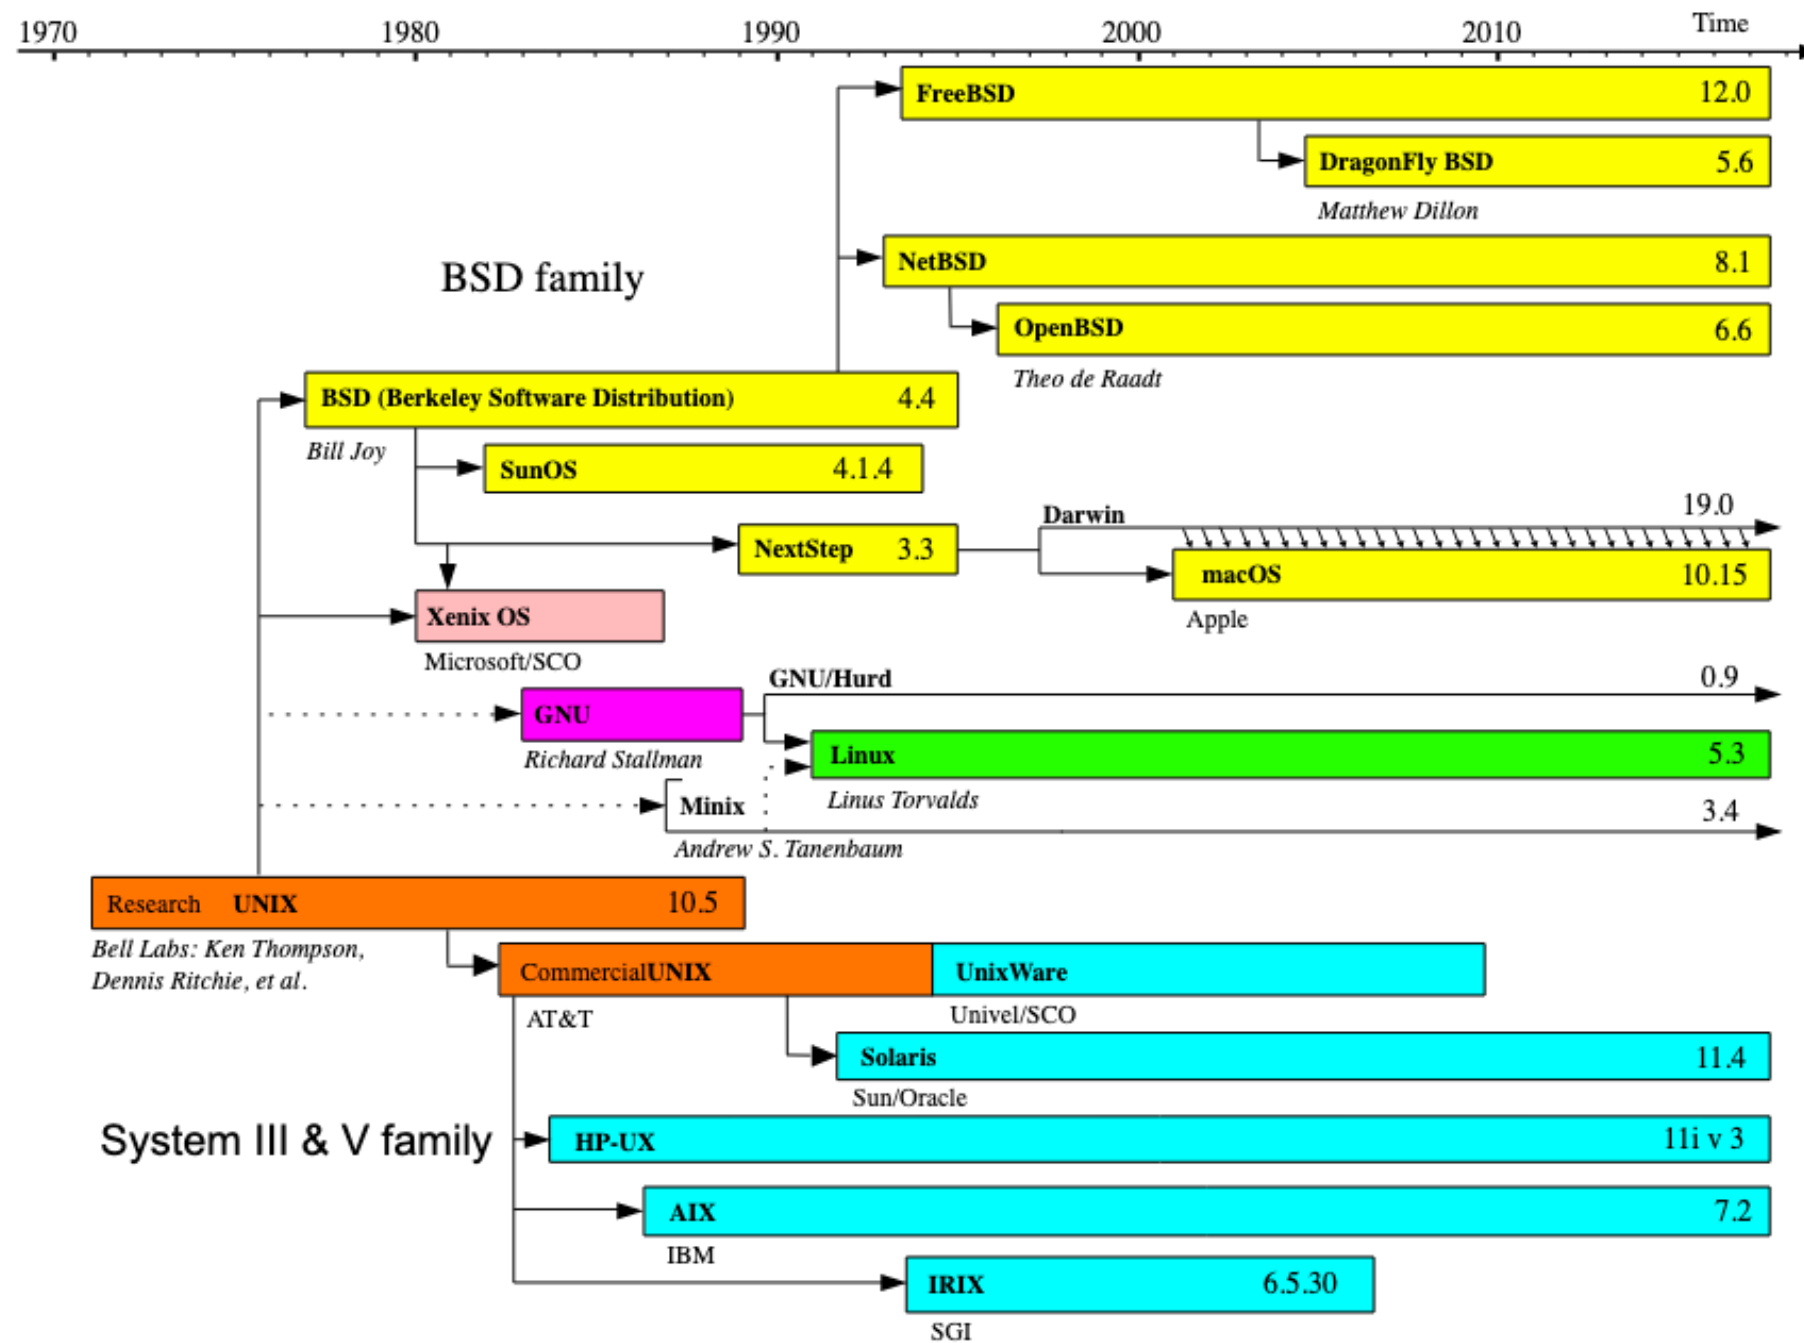 1970 1980 1990 2000 2010 Time
FreeBSD 12.0
DragonFly BSD 5.6
Matthew Dillon
BSD family
NetBSD 8.1
OpenBSD 6.6
Theo de Raadt
BSD (Berkeley Software Distribution) 4.4
Bill Joy
SunOS 4.1.4
Darwin 19.0
NextStep 3.3
macOS 10.15
Apple
Xenix OS
Microsoft/SCO
GNU/Hurd 0.9
GNU
Richard Stallman
Linux 5.3
Linus Torvalds
Minix 3.4
Andrew S. Tanenbaum
Research UNIX 10.5
Bell Labs: Ken Thompson,
Dennis Ritchie, et al.
CommercialUNIX UnixWare
AT&T
Univel/SCO
Solaris 11.4
Sun/Oracle
System III & V family
HP-UX 11i v 3
AIX 7.2
IBM
IRIX 6.5.30
SGI